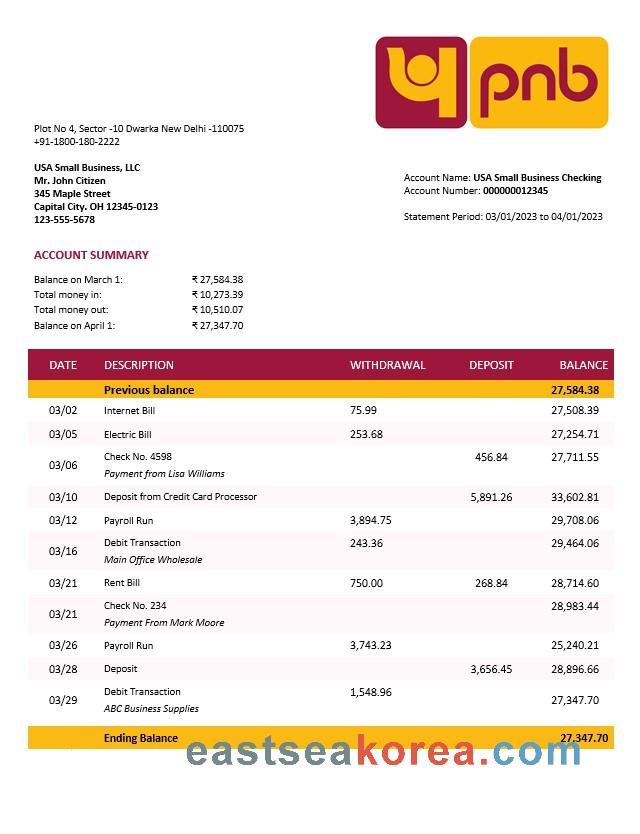 प pnb
Plot No 4, Sector -10 Dwarka New Delhi -110075
+91-1800-180-2222
USA Small Business, LLC
Mr. John Citizen
345 Maple Street
Capital City. OH 12345-0123
123-555-5678
Account Name: USA Small Business Checking
Account Number: 000000012345
Statement Period: 03/01/2023 to 04/01/2023
ACCOUNT SUMMARY
Balance on March 1: ₹ 27,584.38
Total money in: ₹ 10,273.39
Total money out: ₹ 10,510.07
Balance on April 1: ₹ 27,347.70
DATE DESCRIPTION WITHDRAWAL DEPOSIT BALANCE
Previous balance 27,584.38
03/02 Internet Bill 75.99 27,508.39
03/05 Electric Bill 253.68 27,254.71
03/06 Check No. 4598 456.84 27,711.55
Payment from Lisa Williams
03/10 Deposit from Credit Card Processor 5,891.26 33,602.81
03/12 Payroll Run 3,894.75 29,708.06
03/16 Debit Transaction 243.36 29,464.06
Main Office Wholesale
03/21 Rent Bill 750.00 268.84 28,714.60
03/21 Check No. 234 28,983.44
Payment From Mark Moore
03/26 Payroll Run 3,743.23 25,240.21
03/28 Deposit 3,656.45 28,896.66
03/29 Debit Transaction 1,548.96 27,347.70
ABC Business Supplies
Ending Balance 27,347.70
eastseakorea.com